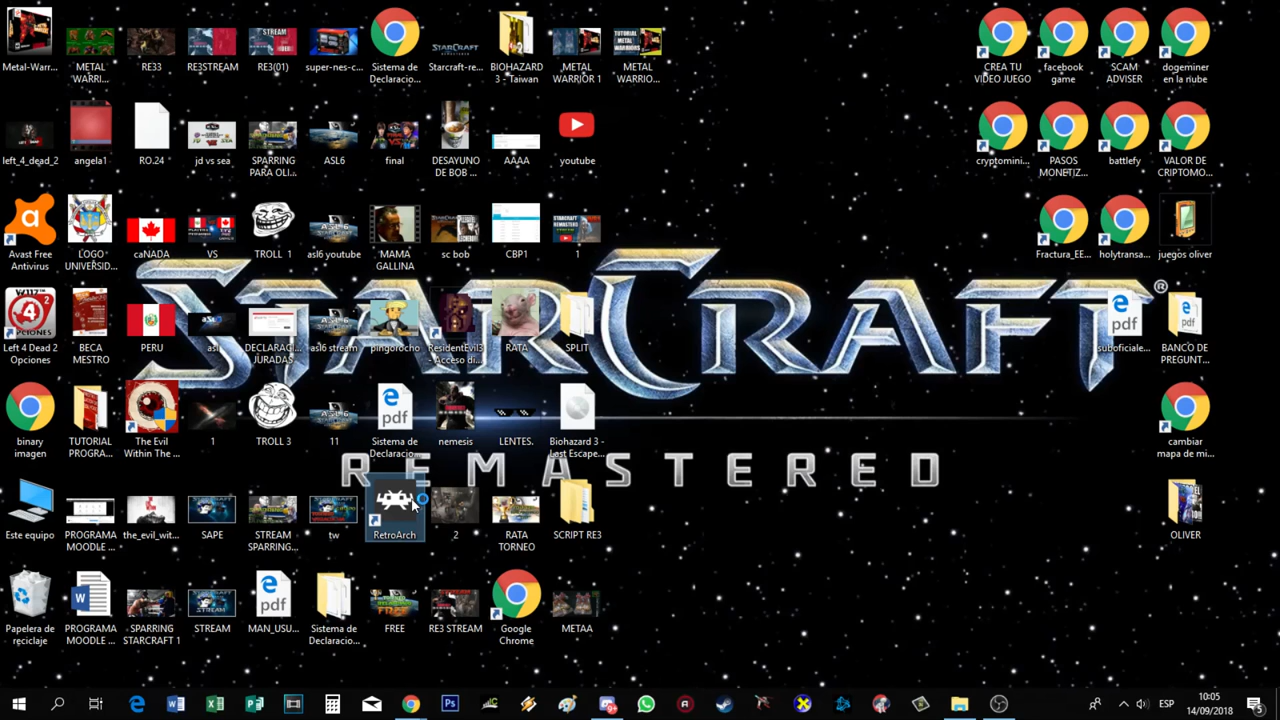 Metal-Warr...
METAL
WARRI...
RE33
RE3STREAM
RE3(01)
super-nes-c...
Sistema de
Declaracio...
Starcraft-re...
BIOHAZARD
3 - Taiwan
METAL
WARRIOR 1
METAL
WARRIO...
CREA TU
VIDEO JUEGO
facebook
game
SCAM
ADVISER
dogeminer
en la nube
left_4_dead_2
angela1
RO.24
jd vs sea
SPARRING
PARA OLI...
ASL6
final
DESAYUNO
DE BOB ...
AAAA
youtube
cryptomini...
PASOS
MONETIZ...
battlefy
VALOR DE
CRIPTOMO...
Avast Free
Antivirus
LOGO
UNIVERSID...
caNADA
VS
TROLL 1
asl6 youtube
MAMA
GALLINA
sc bob
CBP1
1
Fractura_EE...
holytransa...
juegos oliver
STARCRAFT®
REMASTERED
Left 4 Dead 2
Opciones
BECA
MESTRO
PERU
asl
DECLARACI...
JURADAS
asl6 stream
pingorocho
ResidentEvil3
- Acceso di...
RATA
SPLIT
suboficiale...
BANCO DE
PREGUNT...
binary
imagen
TUTORIAL
PROGRA...
The Evil
Within The ...
1
TROLL 3
11
Sistema de
Declaracio...
nemesis
LENTES.
Biohazard 3 -
Last Escape...
cambiar
mapa de mi...
Este equipo
PROGRAMA
MOODLE ...
the_evil_wit...
SAPE
STREAM
SPARRING...
tw
RetroArch
2
RATA
TORNEO
SCRIPT RE3
OLIVER
Papelera de
reciclaje
PROGRAMA
MOODLE ...
SPARRING
STARCRAFT 1
STREAM
MAN_USU...
Sistema de
Declaracio...
FREE
RE3 STREAM
Google
Chrome
METAA
ESP
10:05
14/09/2018